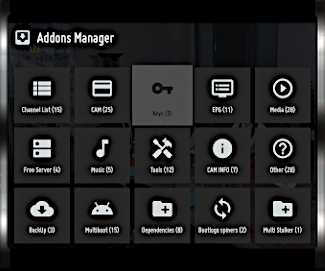 Addons Manager
Channel List (15)
CAM (25)
Keys (5)
EPG (11)
Media (28)
Free Server (4)
Music (5)
Tools (12)
CAM INFO (7)
Other (28)
BackUp (3)
Multiboot (15)
Dependencies (8)
Bootlogo spiners (2)
Multi Stalker (1)